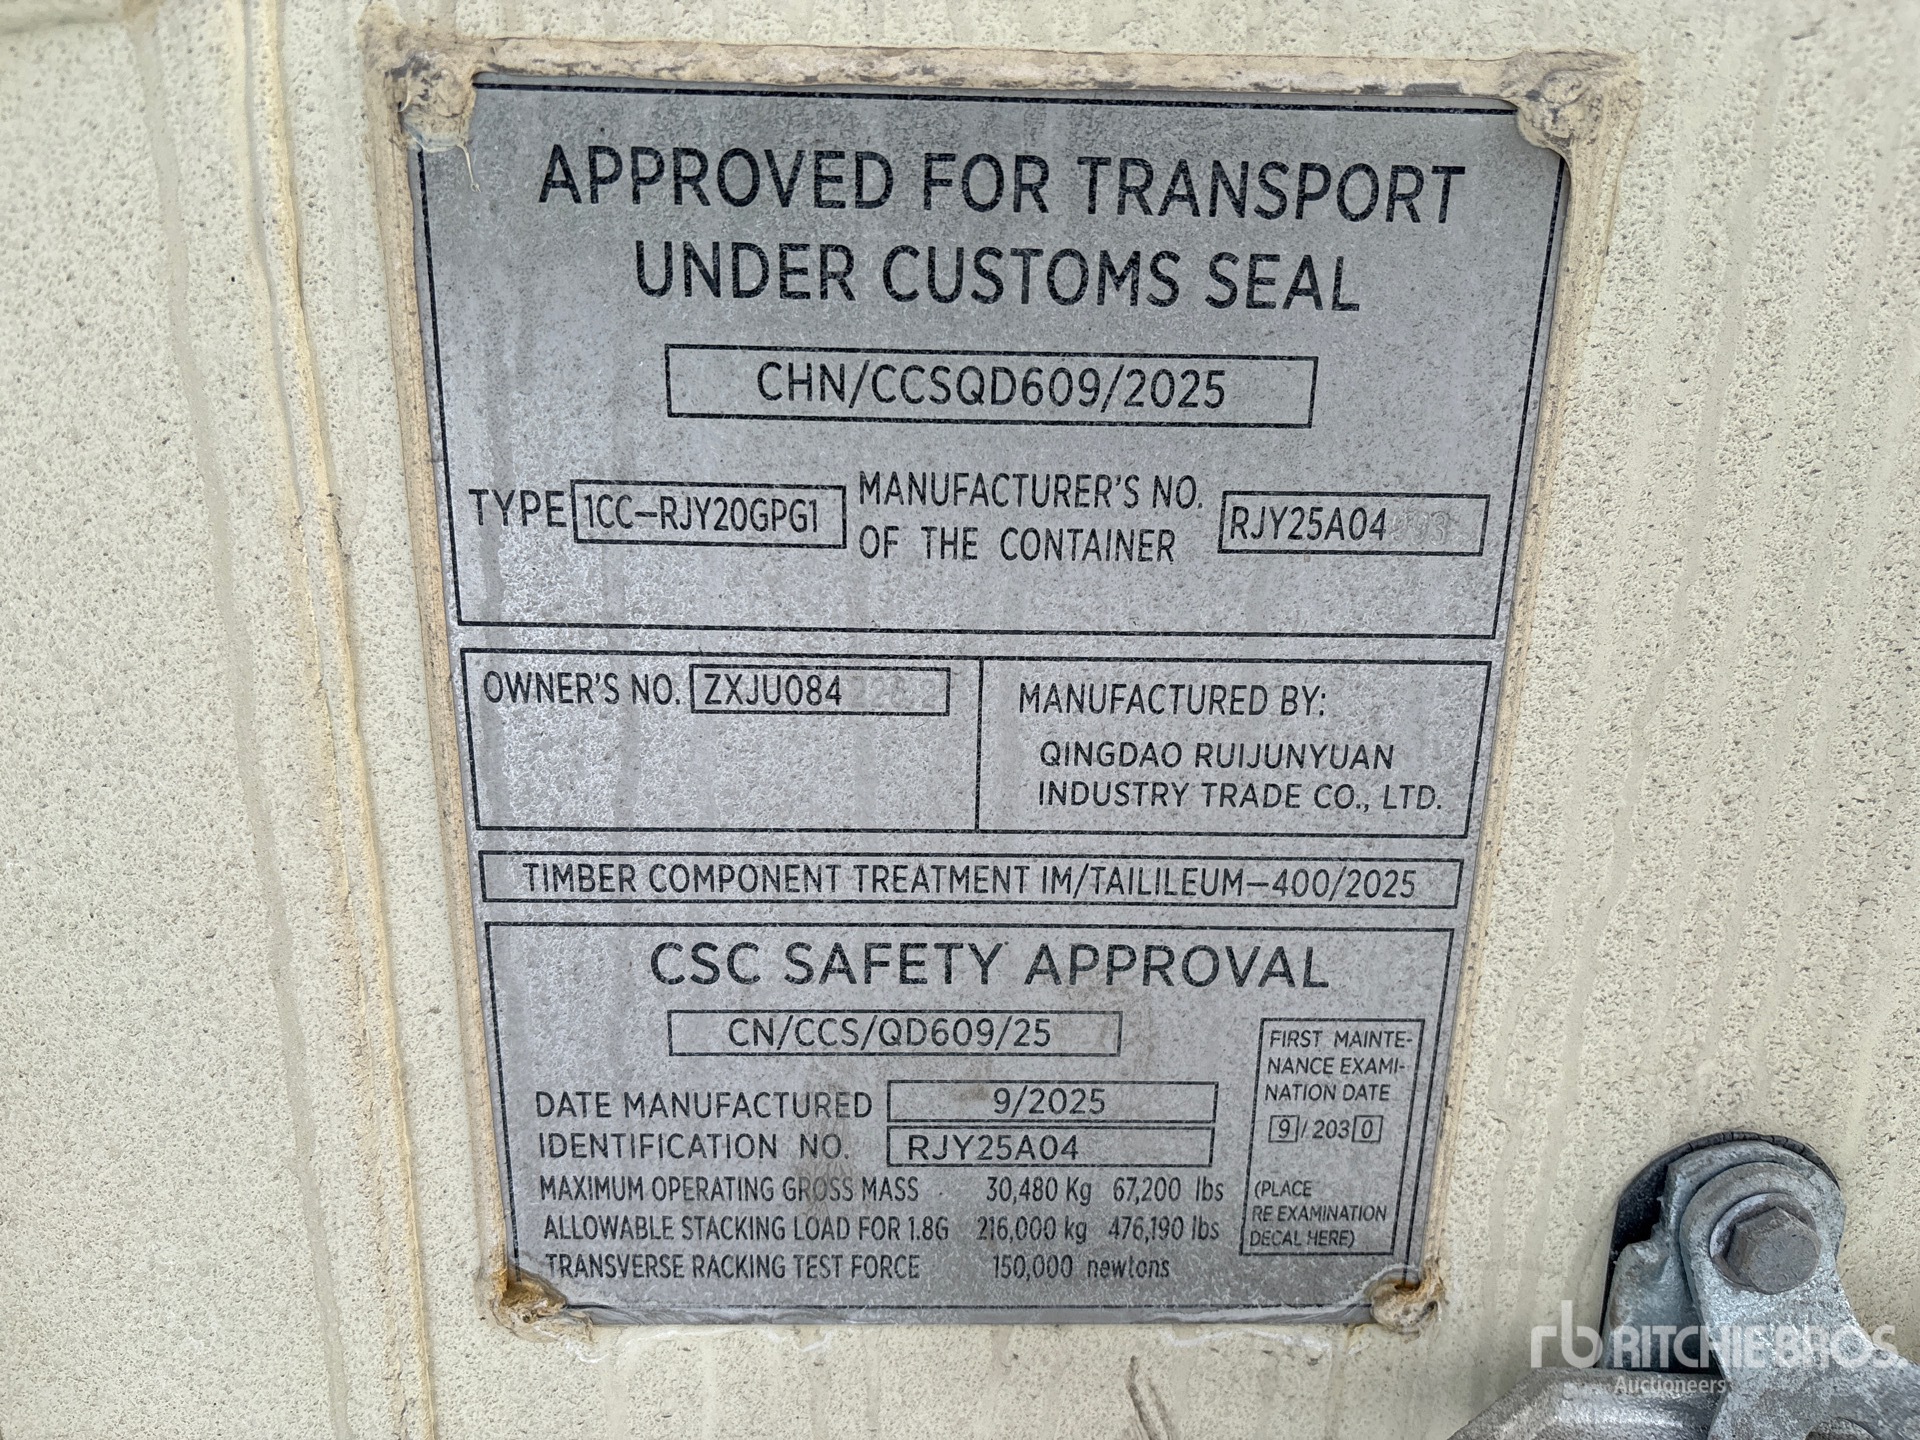 APPROVED FOR TRANSPORT
UNDER CUSTOMS SEAL
CHN/CCSQD609/2025
TYPE 1CC-RJY20GPG1
MANUFACTURER'S NO.
OF THE CONTAINER
RJY25A04
OWNER'S NO. ZXJU084
MANUFACTURED BY:
QINGDAO RUIJUNYUAN
INDUSTRY TRADE CO., LTD.
TIMBER COMPONENT TREATMENT IM/TAILILEUM-400/2025
CSC SAFETY APPROVAL
CN/CCS/QD609/25
DATE MANUFACTURED 9/2025
IDENTIFICATION NO. RJY25A04
MAXIMUM OPERATING GROSS MASS 30,480 Kg 67,200 lbs
ALLOWABLE STACKING LOAD FOR 1.8G 216,000 kg 476,190 lbs
TRANSVERSE RACKING TEST FORCE 150,000 newtons
FIRST MAINTE-
NANCE EXAMI-
NATION DATE
9/2030
(PLACE
RE EXAMINATION
DECAL HERE)
rb RITCHIE BROS.
Auctioneers